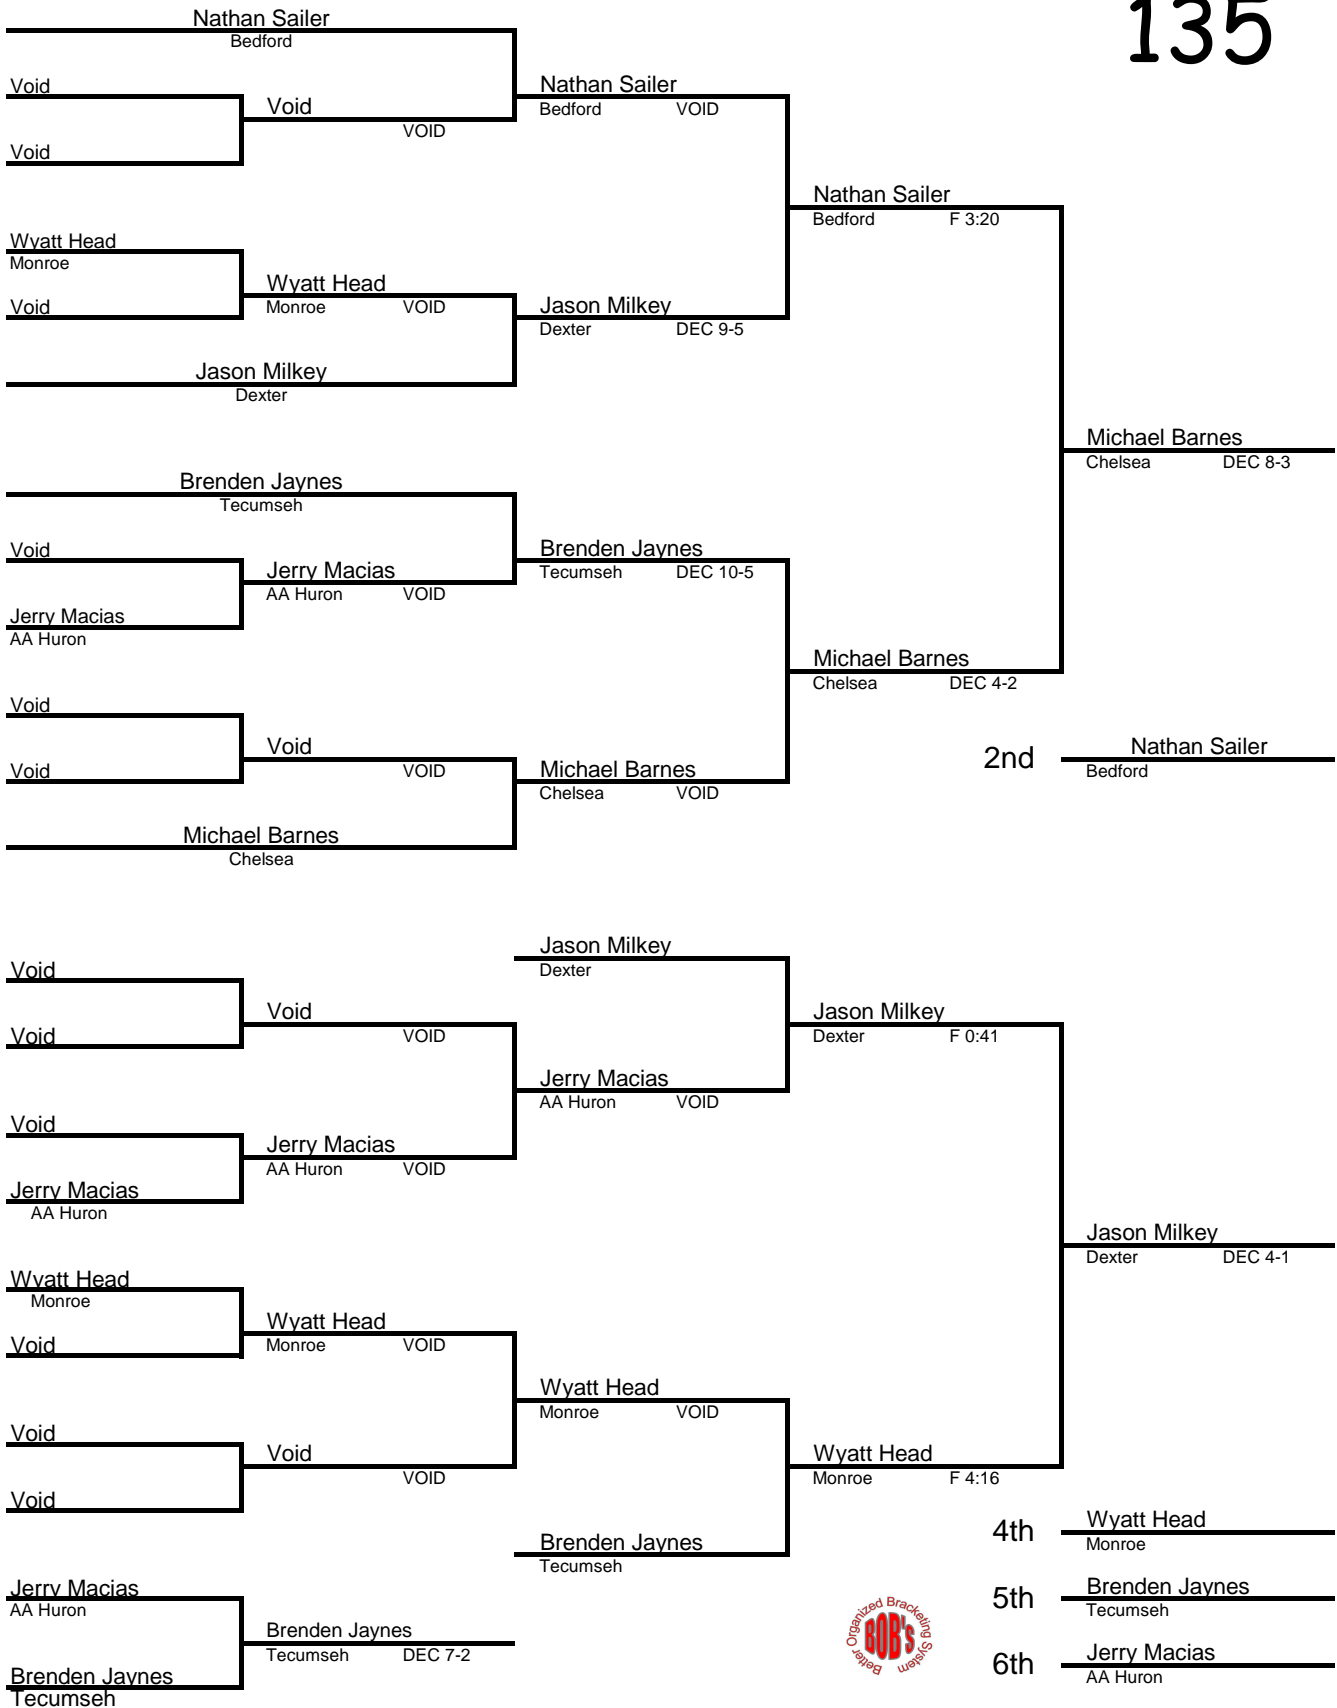 135
Nathan Sailer
Bedford
Void
Void
Void
VOID
Nathan Sailer
Bedford VOID
Wyatt Head
Monroe
Void
Wyatt Head
Monroe VOID
Jason Milkey
Dexter
Jason Milkey
Dexter DEC 9-5
Nathan Sailer
Bedford F 3:20
Brenden Jaynes
Tecumseh
Void
Jerry Macias
AA Huron
Jerry Macias
AA Huron VOID
Brenden Jaynes
Tecumseh DEC 10-5
Void
Void
Void
VOID
Michael Barnes
Chelsea
Michael Barnes
Chelsea VOID
Michael Barnes
Chelsea DEC 4-2
Michael Barnes
Chelsea DEC 8-3
2nd Nathan Sailer
Bedford
Void
Void
Void
VOID
Void
Jerry Macias
AA Huron
Jerry Macias
AA Huron VOID
Jason Milkey
Dexter
Jerry Macias
AA Huron VOID
Jason Milkey
Dexter F 0:41
Wyatt Head
Monroe
Void
Wyatt Head
Monroe VOID
Void
Void
Void
VOID
Wyatt Head
Monroe VOID
Brenden Jaynes
Tecumseh
Wyatt Head
Monroe F 4:16
Jason Milkey
Dexter DEC 4-1
Jerry Macias
AA Huron
Brenden Jaynes
Tecumseh
Brenden Jaynes
Tecumseh DEC 7-2
Better Organized Bracketing System
BOB'S
4th Wyatt Head
Monroe
5th Brenden Jaynes
Tecumseh
6th Jerry Macias
AA Huron